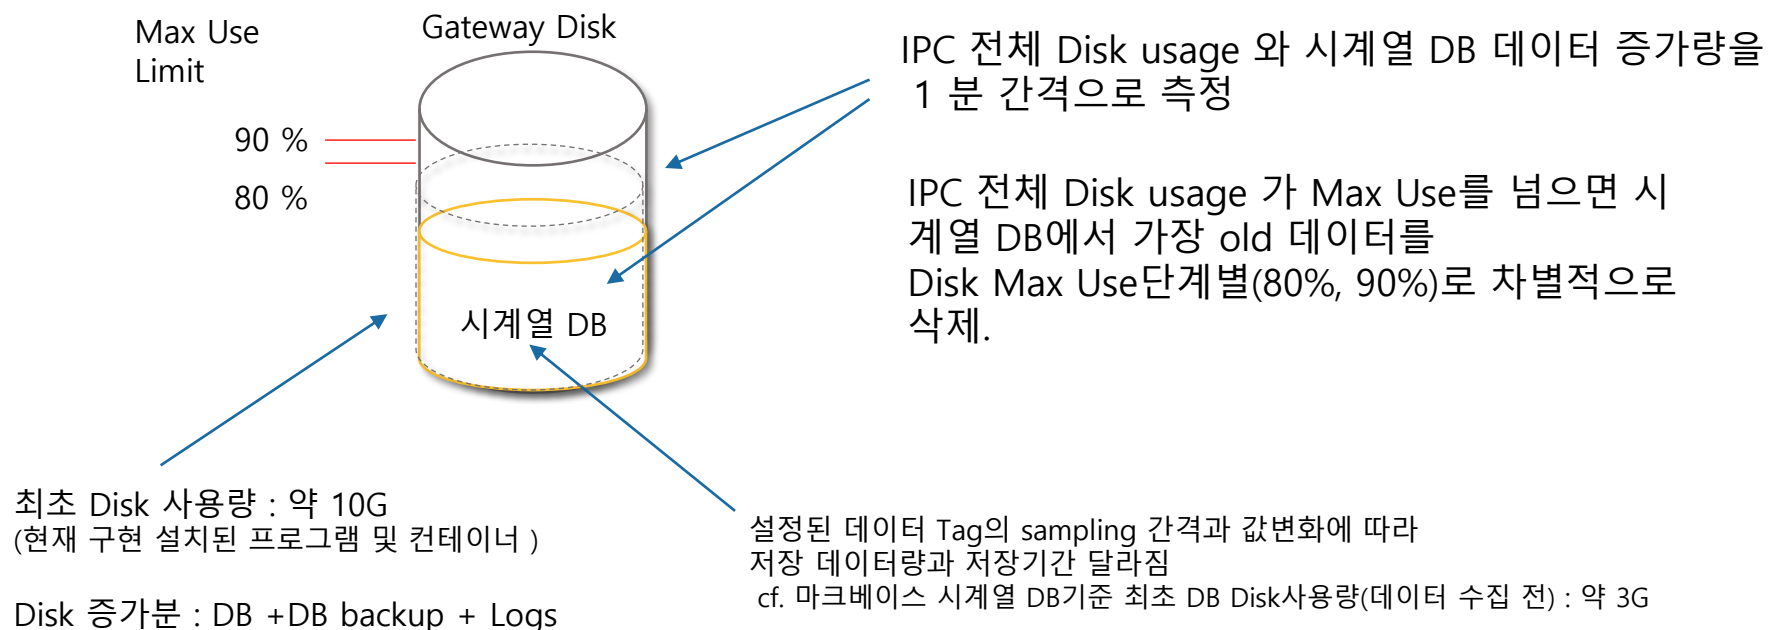 Max Use
Limit
Gateway Disk
90 %
80 %
시계열 DB
IPC 전체 Disk usage 와 시계열 DB 데이터 증가량을
1 분 간격으로 측정
IPC 전체 Disk usage 가 Max Use를 넘으면 시
계열 DB에서 가장 old 데이터를
Disk Max Use단계별(80%, 90%)로 차별적으로
삭제.
최초 Disk 사용량 : 약 10G
(현재 구현 설치된 프로그램 및 컨테이너 )
Disk 증가분 : DB +DB backup + Logs
설정된 데이터 Tag의 sampling 간격과 값변화에 따라
저장 데이터량과 저장기간 달라짐
cf. 마크베이스 시계열 DB기준 최초 DB Disk사용량(데이터 수집 전) : 약 3G